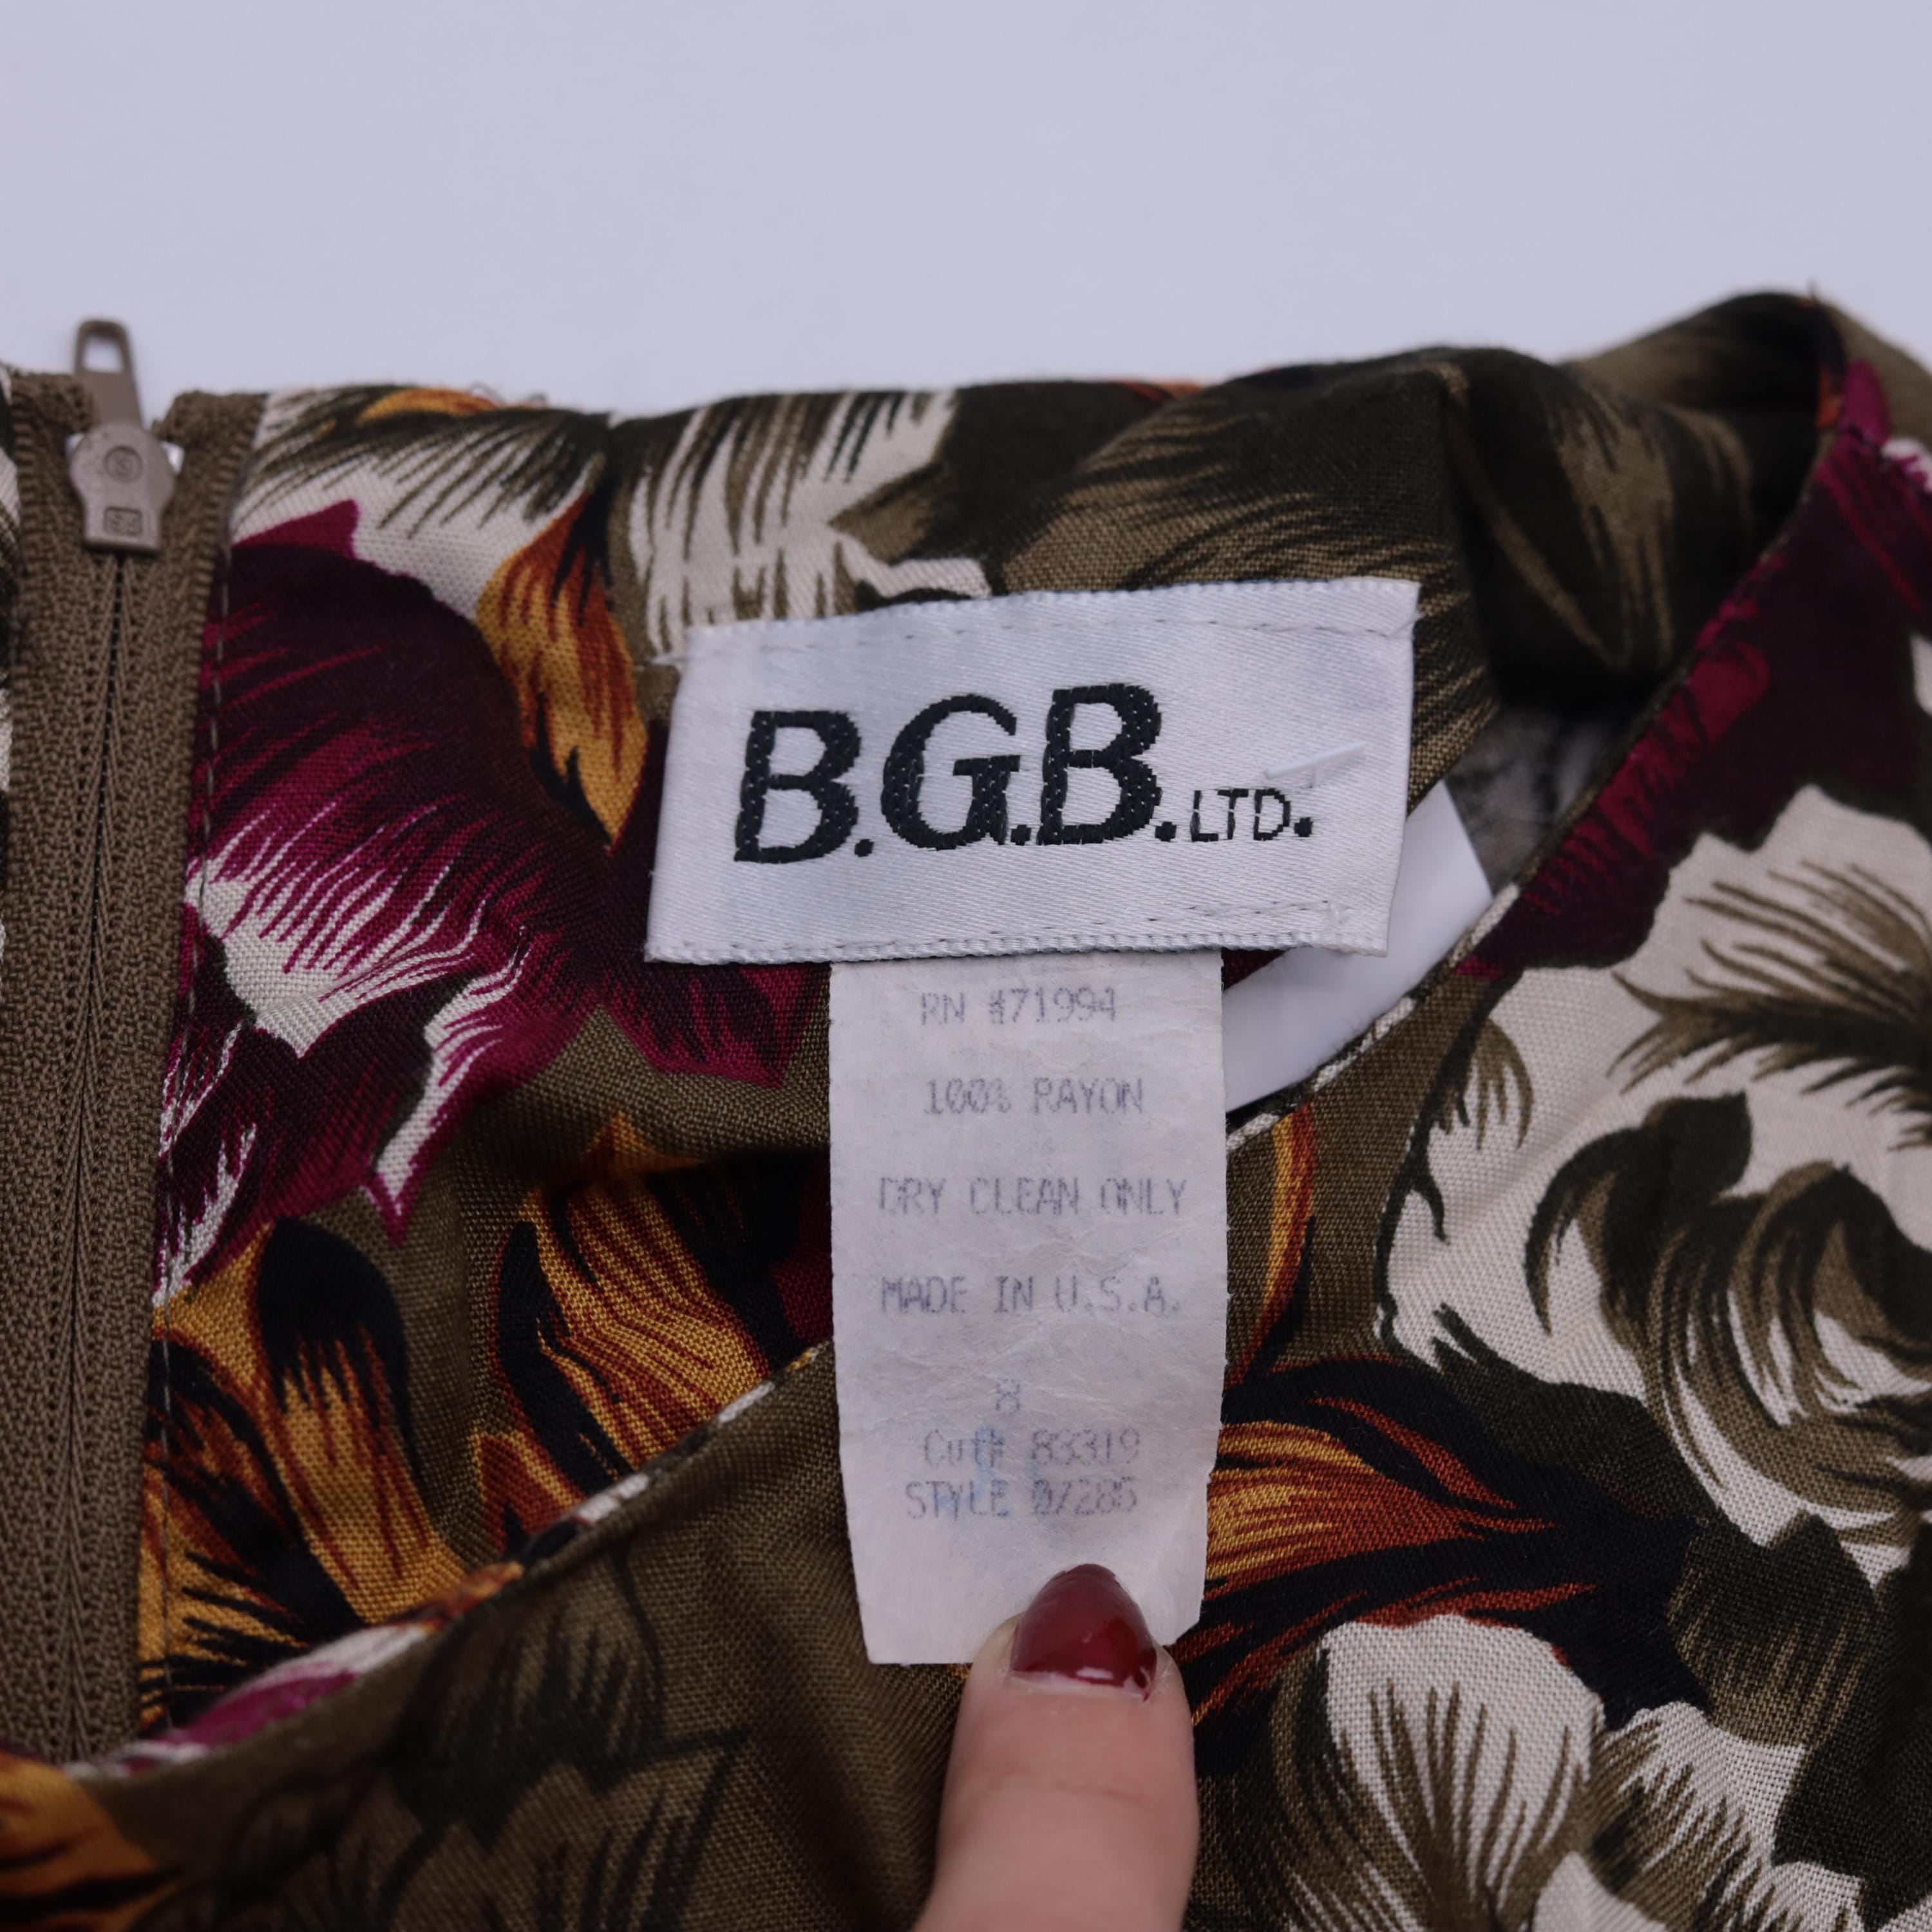 B.G.B. LTD.
RN #71994
100% RAYON
DRY CLEAN ONLY
MADE IN U.S.A.
8
Cut# 83319
STYLE 07285